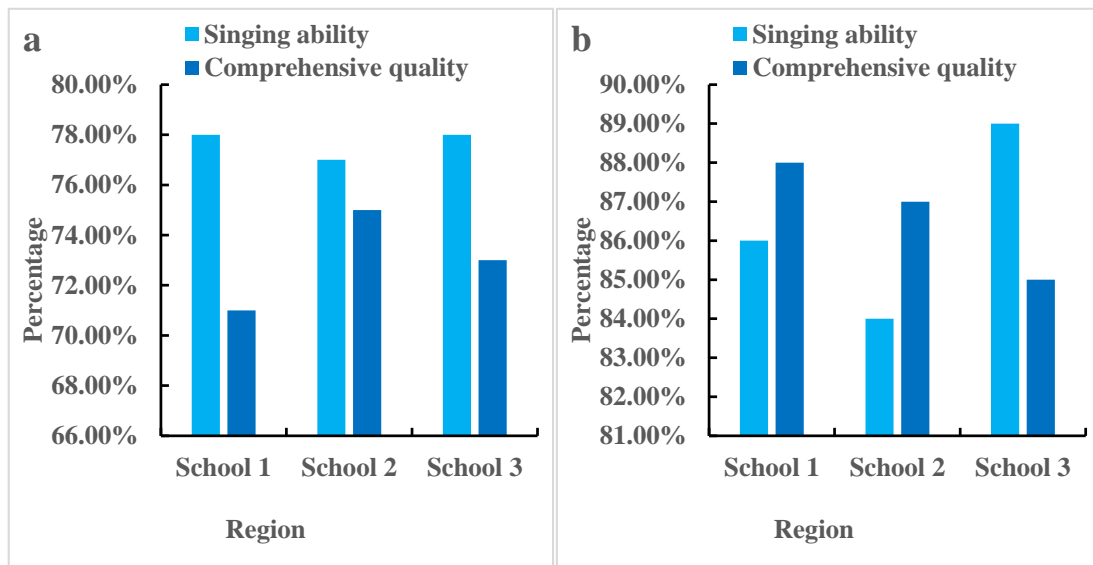 a
Singing ability
Comprehensive quality
80.00%
78.00%
76.00%
74.00%
72.00%
70.00%
68.00%
66.00%
Percentage
School 1
School 2
School 3
Region
b
Singing ability
Comprehensive quality
90.00%
89.00%
88.00%
87.00%
86.00%
85.00%
84.00%
83.00%
82.00%
81.00%
Percentage
School 1
School 2
School 3
Region